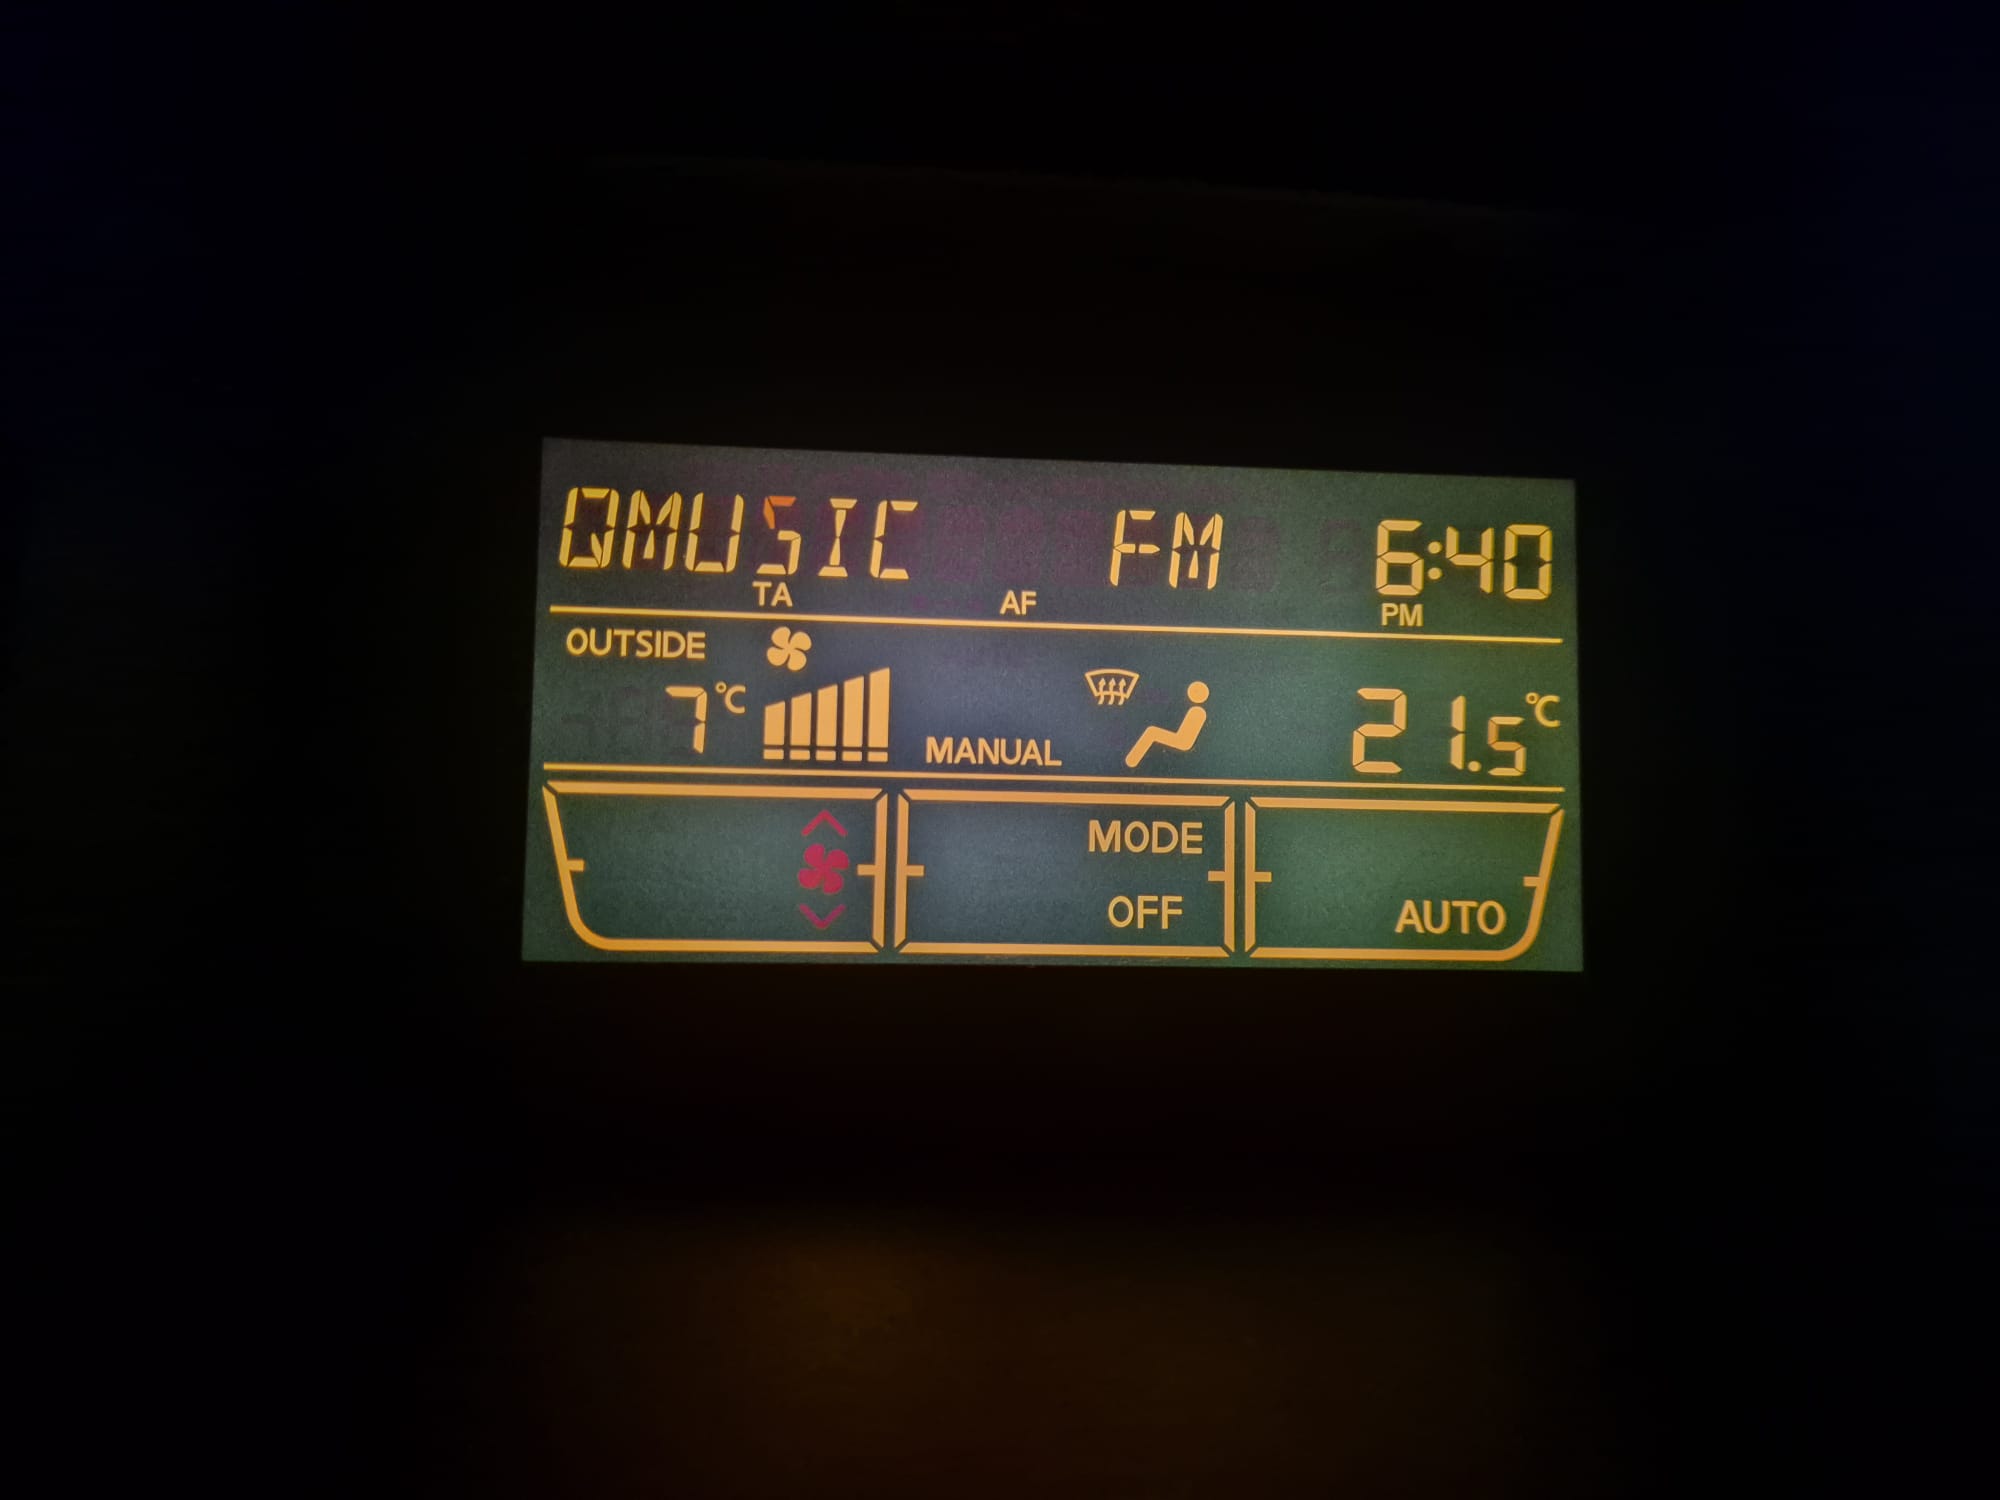 QMUSIC FM 6:40
TA AF PM
OUTSIDE
7°C MANUAL 21.5°C
MODE
OFF AUTO